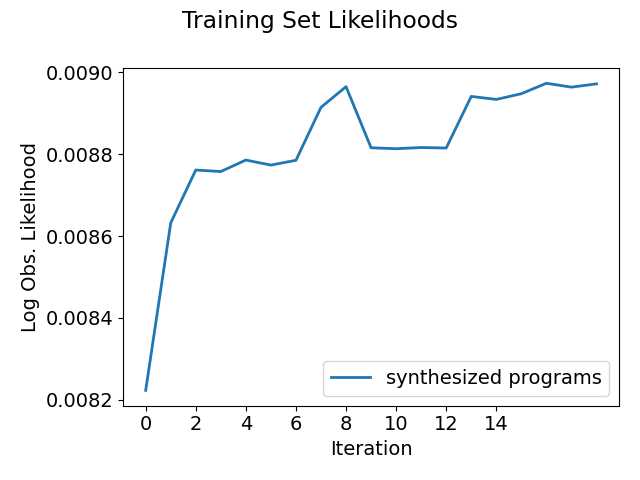 Training Set Likelihoods
Log Obs. Likelihood
0.0090
0.0088
0.0086
0.0084
0.0082
synthesized programs
0 2 4 6 8 10 12 14
Iteration